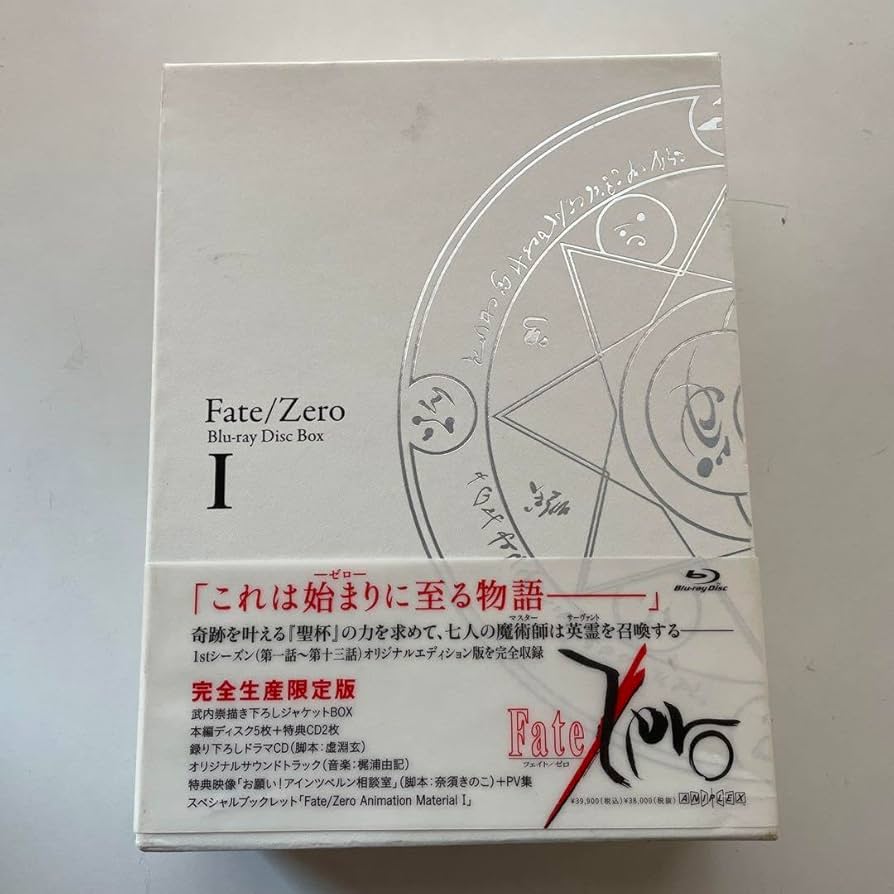 Fate/Zero
Blu-ray Disc Box
I
Blu-ray Disc
ゼロ
「これは始まりに至る物語―――」
マスター サーヴァント
奇跡を叶える『聖杯』の力を求めて、七人の魔術師は英霊を召喚する――
1stシーズン(第一話〜第十三話)オリジナルエディション版を完全収録
完全生産限定版
武内崇描き下ろしジャケットBOX
本編ディスク5枚+特典CD2枚
録り下ろしドラマCD(脚本:虚淵玄)
オリジナルサウンドトラック(音楽:梶浦由記)
特典映像「お願い!アインツベルン相談室」(脚本:奈須きのこ)+PV集
スペシャルブックレット「Fate/Zero Animation Material I」
Fate/Zero
フェイト/ゼロ
¥39,900(税込)¥38,000(税抜)
ANIPLEX